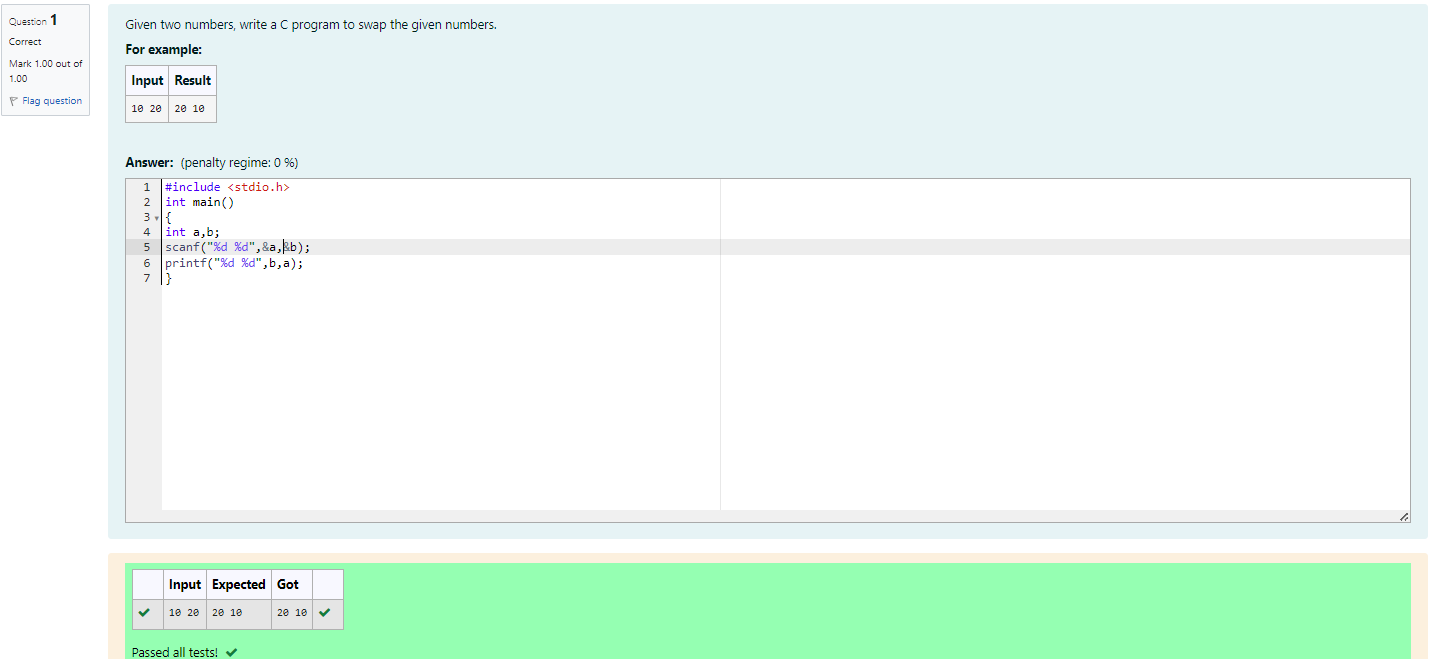 Question 1
Correct
Mark 1.00 out of
1.00
Flag question
Given two numbers, write a C program to swap the given numbers.
For example:
Input Result
10 20 20 10
Answer: (penalty regime: 0 %)
1 #include <stdio.h>
2 int main()
3 {
4 int a,b;
5 scanf("%d %d",&a,&b);
6 printf("%d %d",b,a);
7 }
Input Expected Got
10 20 20 10 20 10
Passed all tests!